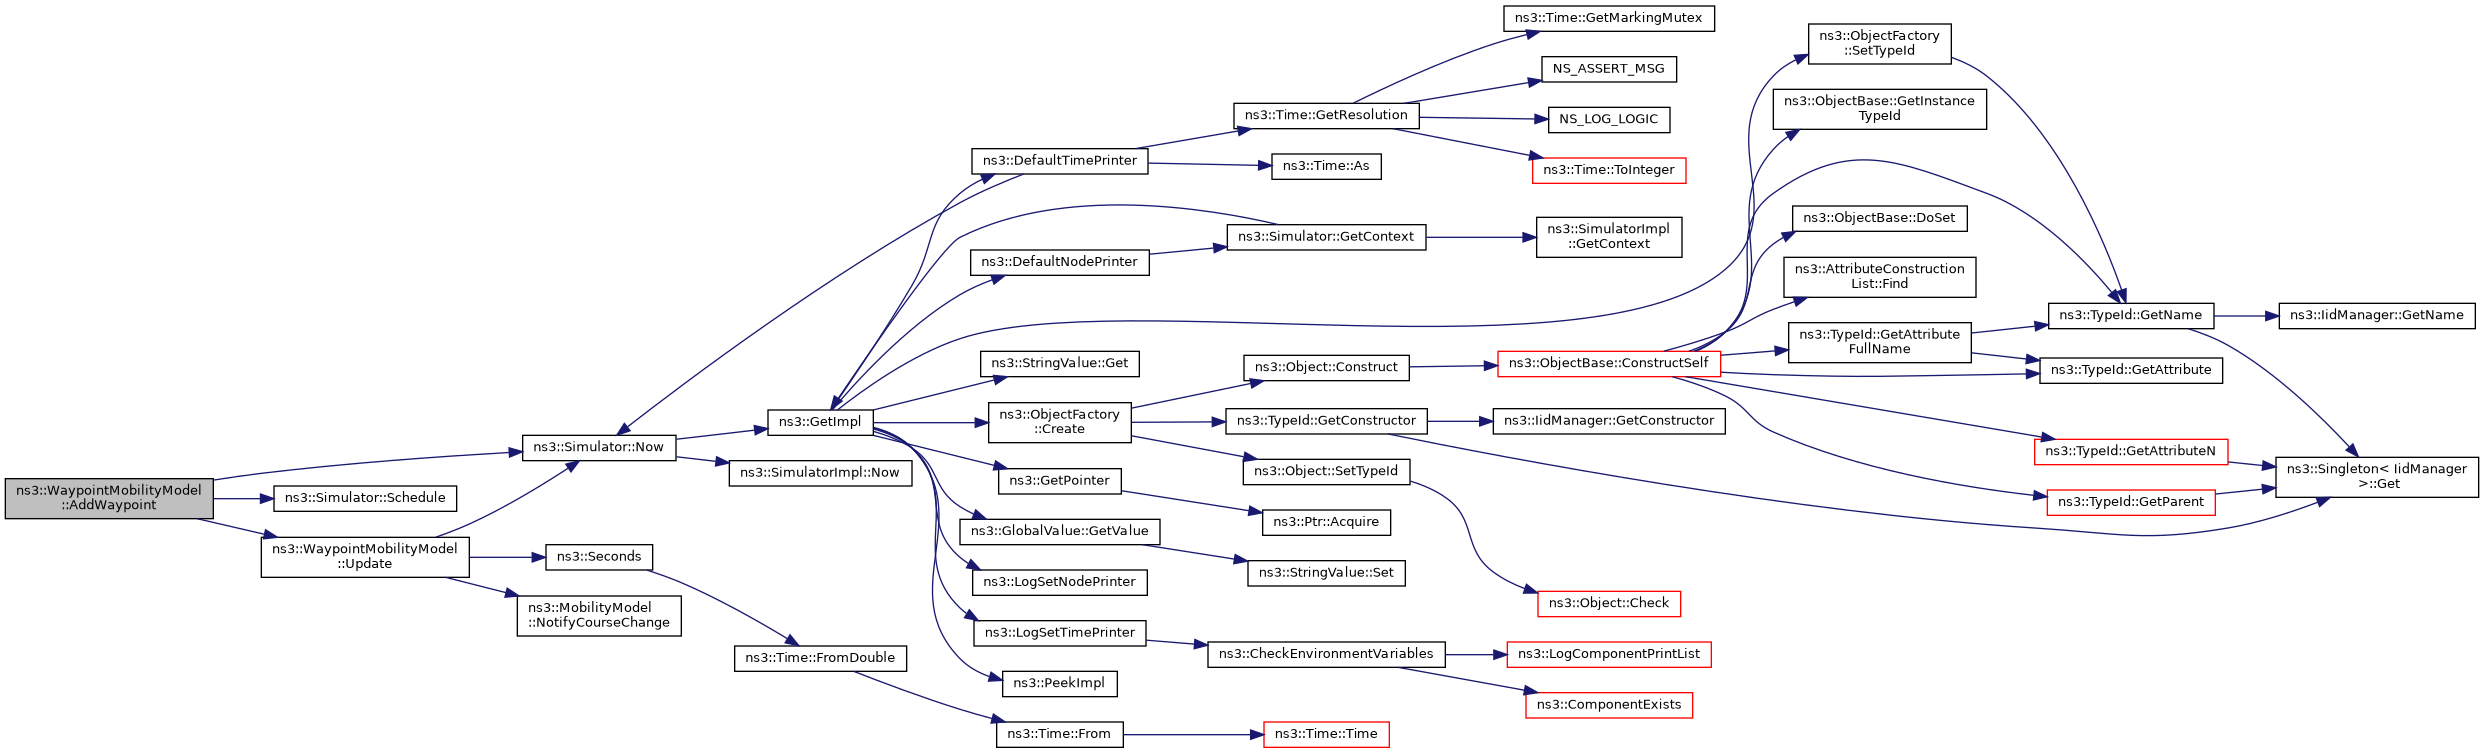 ns3::WaypointMobilityModel
::AddWaypoint
ns3::Simulator::Now
ns3::Simulator::Schedule
ns3::WaypointMobilityModel
::Update
ns3::Seconds
ns3::MobilityModel
::NotifyCourseChange
ns3::GetImpl
ns3::SimulatorImpl::Now
ns3::Time::FromDouble
ns3::DefaultTimePrinter
ns3::DefaultNodePrinter
ns3::StringValue::Get
ns3::ObjectFactory
::Create
ns3::GetPointer
ns3::GlobalValue::GetValue
ns3::LogSetNodePrinter
ns3::LogSetTimePrinter
ns3::PeekImpl
ns3::Time::From
ns3::Time::GetResolution
ns3::Time::As
ns3::Simulator::GetContext
ns3::Object::Construct
ns3::TypeId::GetConstructor
ns3::Object::SetTypeId
ns3::Ptr::Acquire
ns3::StringValue::Set
ns3::CheckEnvironmentVariables
ns3::Time::Time
ns3::Time::GetMarkingMutex
NS_ASSERT_MSG
NS_LOG_LOGIC
ns3::Time::ToInteger
ns3::SimulatorImpl
::GetContext
ns3::ObjectBase::ConstructSelf
ns3::IidManager::GetConstructor
ns3::Object::Check
ns3::LogComponentPrintList
ns3::ComponentExists
ns3::ObjectFactory
::SetTypeId
ns3::ObjectBase::GetInstance
TypeId
ns3::ObjectBase::DoSet
ns3::AttributeConstruction
List::Find
ns3::TypeId::GetAttribute
FullName
ns3::TypeId::GetName
ns3::TypeId::GetAttribute
ns3::TypeId::GetAttributeN
ns3::TypeId::GetParent
ns3::IidManager::GetName
ns3::Singleton< IidManager
>::Get